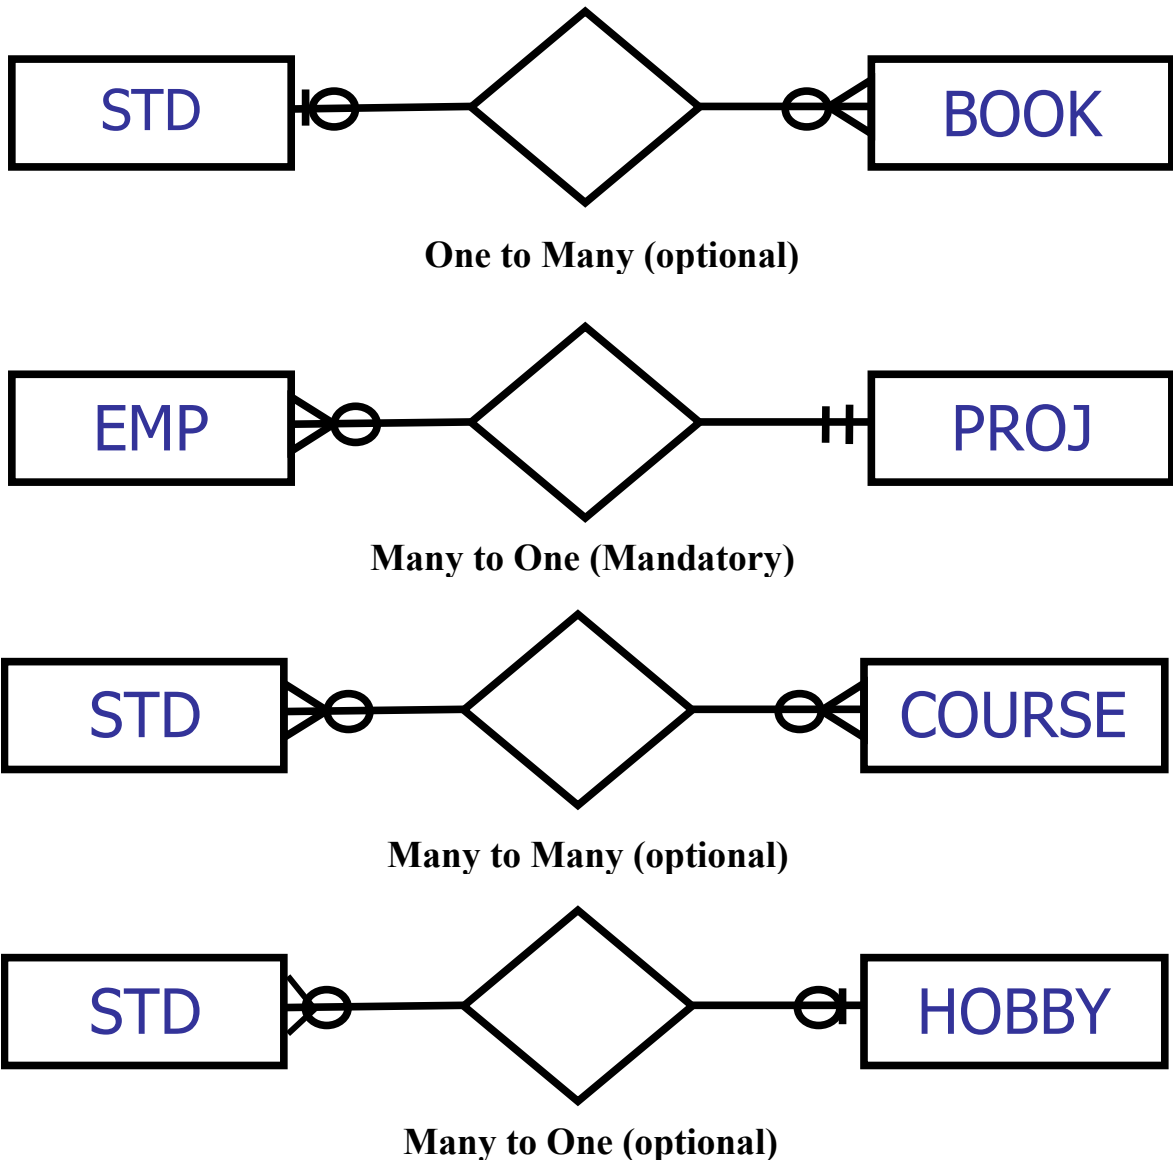 STD
BOOK
One to Many (optional)
EMP
PROJ
Many to One (Mandatory)
STD
COURSE
Many to Many (optional)
STD
HOBBY
Many to One (optional)